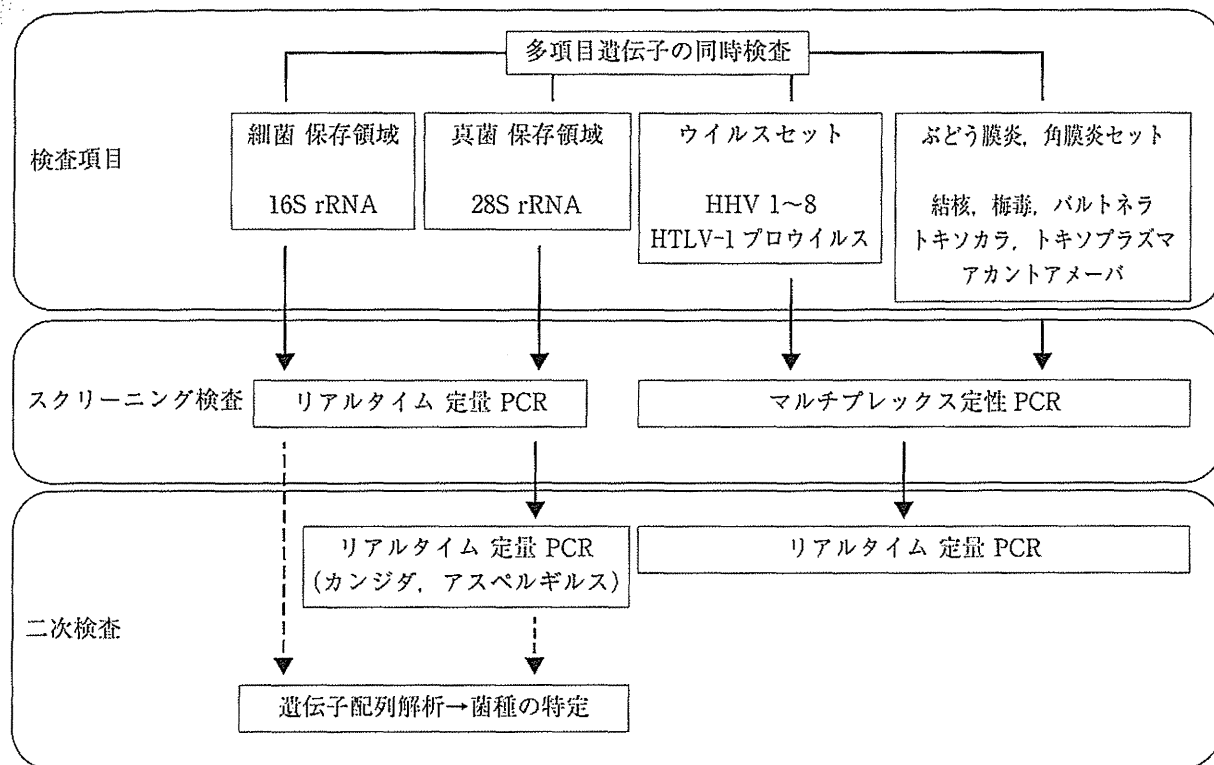 多項目遺伝子の同時検査
検査項目
細菌 保存領域
16S rRNA
真菌 保存領域
28S rRNA
ウイルスセット
HHV 1〜8
HTLV-1 プロウイルス
ぶどう膜炎，角膜炎セット
結核，梅毒，バルトネラ
トキソカラ，トキソプラズマ
アカントアメーバ
スクリーニング検査
リアルタイム 定量 PCR
マルチプレックス定性 PCR
二次検査
リアルタイム 定量 PCR
(カンジダ，アスペルギルス)
リアルタイム 定量 PCR
遺伝子配列解析→菌種の特定